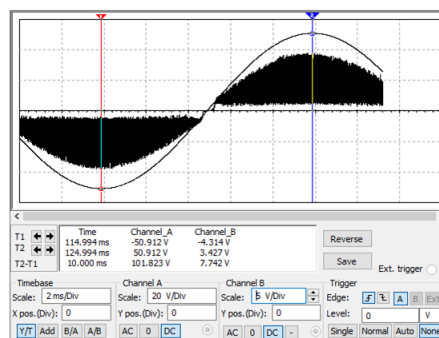 1 2
<
Time Channel_A Channel_B
T1 114.994 ms -50.912 V -4.314 V
T2 124.994 ms 50.912 V 3.427 V
T2-T1 10.000 ms 101.823 V 7.742 V
Reverse
Save
Ext. trigger
Timebase Channel A Channel B Trigger
Scale: 2 ms/Div Scale: 20 V/Div Scale: 5 V/Div Edge: A B Ext
X pos.(Div): 0 Y pos.(Div): 0 Y pos.(Div): 0 Level: 0 V
Y/T Add B/A A/B AC 0 DC AC 0 DC - Single Normal Auto None